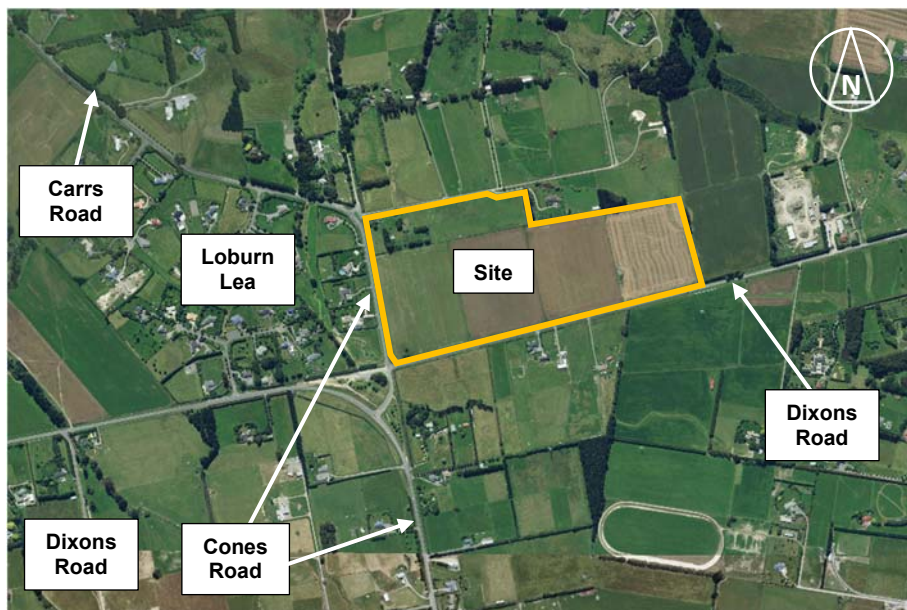 N
Carrs
Road
Loburn
Lea
Site
Dixons
Road
Dixons
Road
Cones
Road